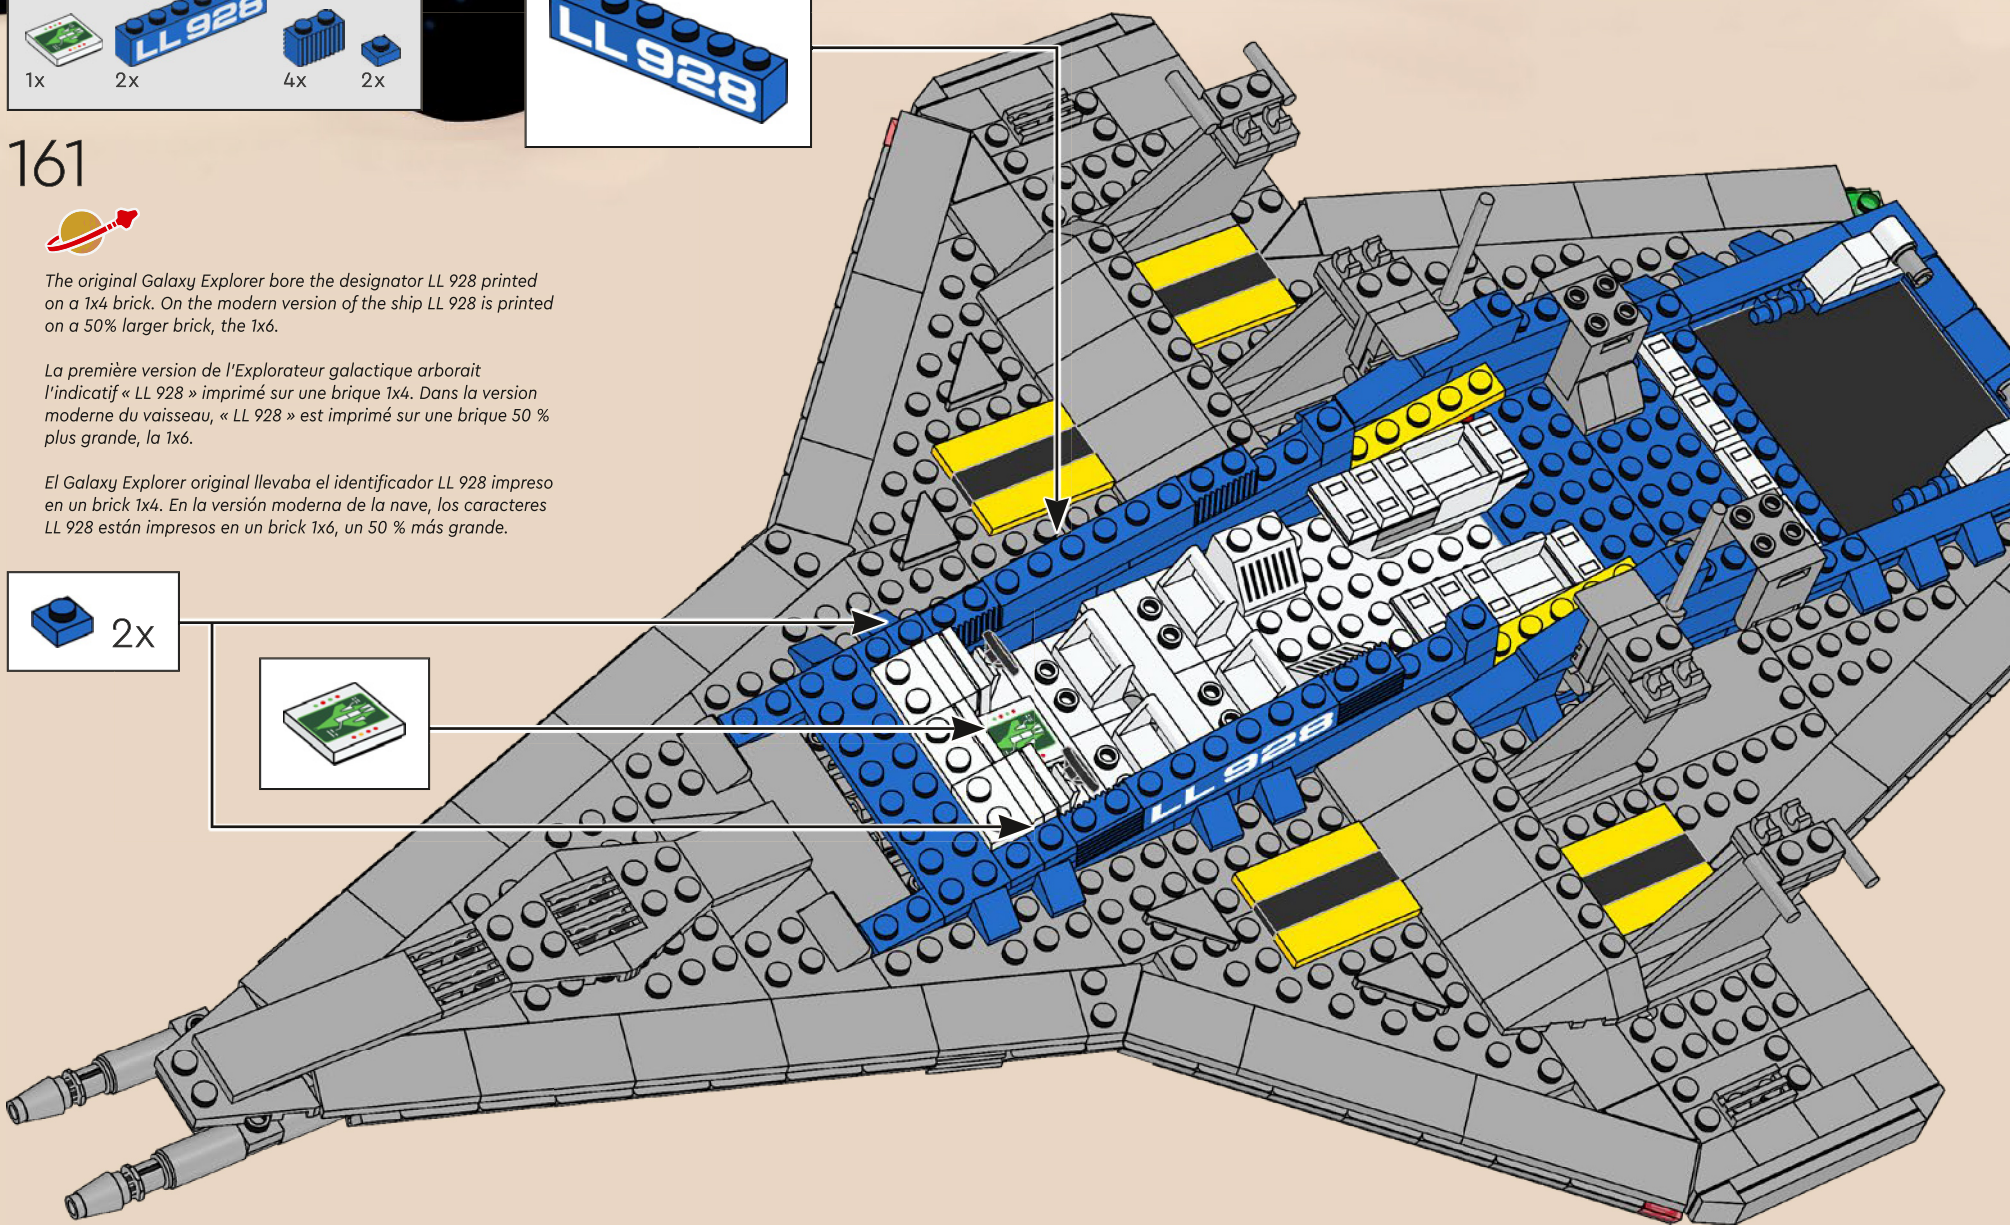 LL 928
1x
2x
4x
2x
LL 928
161
The original Galaxy Explorer bore the designator LL 928 printed
on a 1x4 brick. On the modern version of the ship LL 928 is printed
on a 50% larger brick, the 1x6.
La première version de l’Explorateur galactique arborait
l’indicatif « LL 928 » imprimé sur une brique 1x4. Dans la version
moderne du vaisseau, « LL 928 » est imprimé sur une brique 50 %
plus grande, la 1x6.
El Galaxy Explorer original llevaba el identificador LL 928 impreso
en un brick 1x4. En la versión moderna de la nave, los caracteres
LL 928 están impresos en un brick 1x6, un 50 % más grande.
2x
LL 928